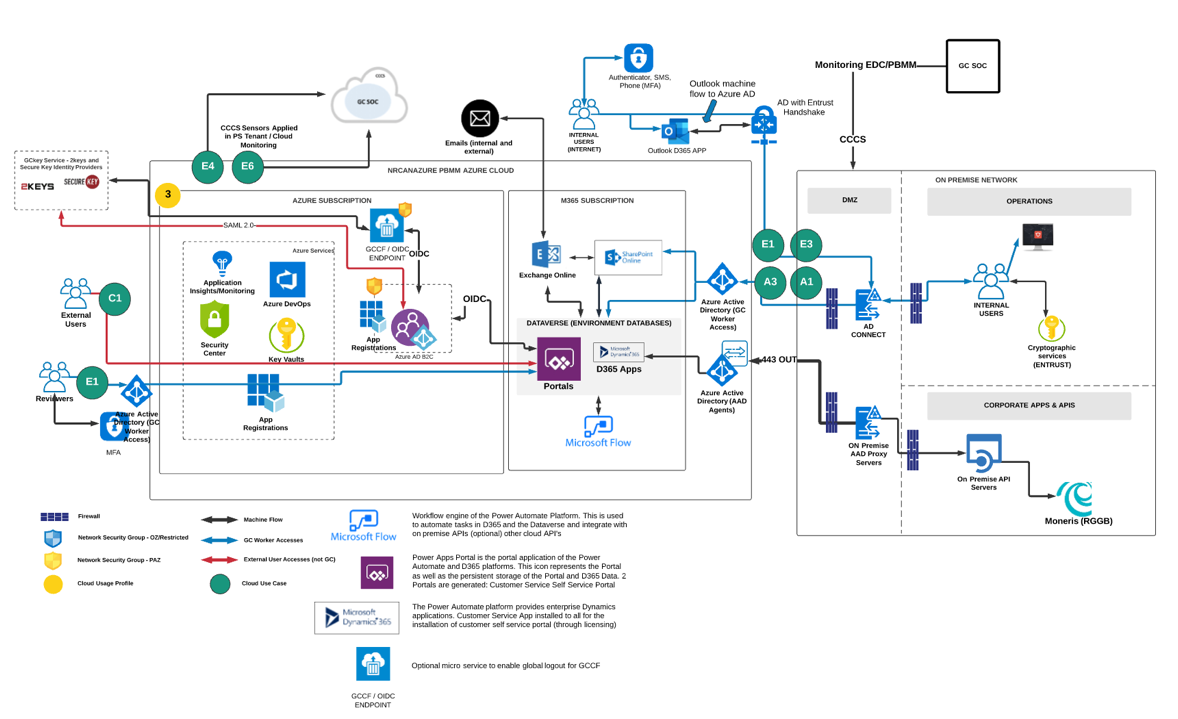 Monitoring EDC/PBMM
GC SOC
GC SOC
Authenticator, SMS,
Phone (MFA)
Outlook machine
flow to Azure AD
AD with Entrust
Handshake
INTERNAL
USERS
(INTERNET)
Outlook D365 APP
CCCS
CCCS Sensors Applied
in PS Tenant / Cloud
Monitoring
Emails (internal and
external)
E4
E6
GCkey Service - 2keys and
Secure Key Identity Providers
2KEYS
SECURE KEY
NRCANAZURE PBMM AZURE CLOUD
ON PREMISE NETWORK
3
AZURE SUBSCRIPTION
M365 SUBSCRIPTION
DMZ
OPERATIONS
SAML 2.0
GCCF / OIDC
ENDPOINT
OIDC
Azure Services
Application
Insights/Monitoring
Azure DevOps
Security
Center
Key Vaults
App
Registrations
Azure AD B2C
OIDC
Exchange Online
SharePoint
Online
Azure Active
Directory (GC
Worker
Access)
E1
E3
A3
A1
AD
CONNECT
INTERNAL
USERS
Cryptographic
services
(ENTRUST)
External
Users
C1
DATAVERSE (ENVIRONMENT DATABASES)
Portals
Microsoft
Dynamics 365
D365 Apps
443 OUT
Azure Active
Directory (AAD
Agents)
Reviewers
E1
Azure Active
Directory (GC
Worker
Access)
MFA
App
Registrations
Microsoft Flow
CORPORATE APPS & APIS
ON Premise
AAD Proxy
Servers
On Premise API
Servers
Moneris (RGGB)
Firewall
Network Security Group - OZ/Restricted
Network Security Group - PAZ
Cloud Usage Profile
Machine Flow
GC Worker Accesses
External User Accesses (not GC)
Cloud Use Case
Microsoft Flow
Workflow engine of the Power Automate Platform. This is used
to automate tasks in D365 and the Dataverse and integrate with
on premise APIs (optional) other cloud API's
Power Apps Portal is the portal application of the Power
Automate and D365 platforms. This icon represents the Portal
as well as the persistent storage of the Portal and D365 Data. 2
Portals are generated: Customer Service Self Service Portal
Microsoft
Dynamics 365
The Power Automate platform provides enterprise Dynamics
applications. Customer Service App installed to all for the
installation of customer self service portal (through licensing)
Optional micro service to enable global logout for GCCF
GCCF / OIDC
ENDPOINT